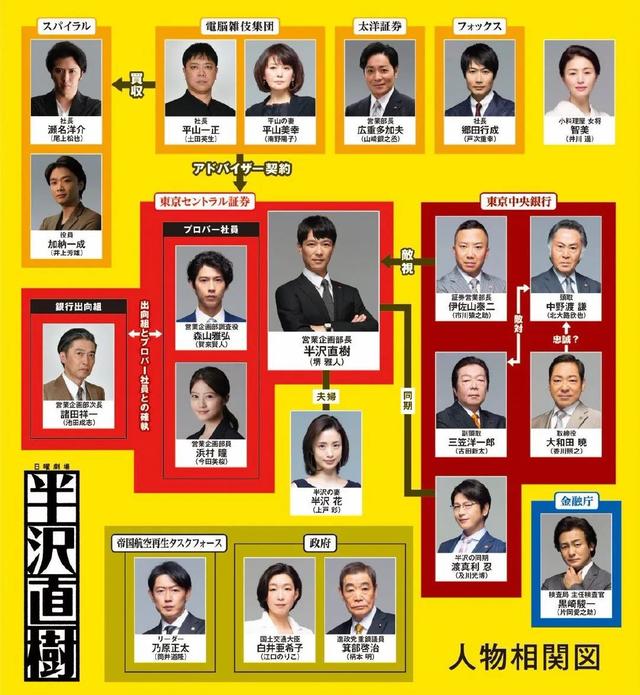 スパイラル
電脳雑伎集団
太洋証券
フォックス
社長
瀬名洋介
(尾上松也)
役員
加納一成
(井上芳雄)
買収
社長
平山一正
(土田英生)
平山の妻
平山美幸
(南野陽子)
営業部長
広重多加夫
(山崎銀之丞)
社長
郷田行成
(戸次重幸)
小料理屋 女将
智美
(井川 遥)
アドバイザー契約
東京セントラル証券
プロパー社員
営業企画部調査役
森山雅弘
(賀来賢人)
営業企画部員
浜村 瞳
(今田美桜)
銀行出向組
営業企画部次長
諸田祥一
(池田成志)
出向組とプロパー社員との確執
営業企画部長
半沢直樹
(堺 雅人)
敵視
夫婦
同期
半沢の妻
半沢 花
(上戸 彩)
東京中央銀行
証券営業部長
伊佐山泰二
(市川猿之助)
頭取
中野渡 謙
(北大路欣也)
敵対
忠誠?
副頭取
三笠洋一郎
(古田新太)
取締役
大和田 暁
(香川照之)
半沢の同期
渡真利 忍
(及川光博)
金融庁
検査局 主任検査官
黒崎駿一
(片岡愛之助)
帝国航空再生タスクフォース
リーダー
乃原正太
(筒井道隆)
政府
国土交通大臣
白井亜希子
(江口のりこ)
進政党重鎮議員
箕部啓治
(柄本 明)
日曜劇場
半沢直樹
人物相関図